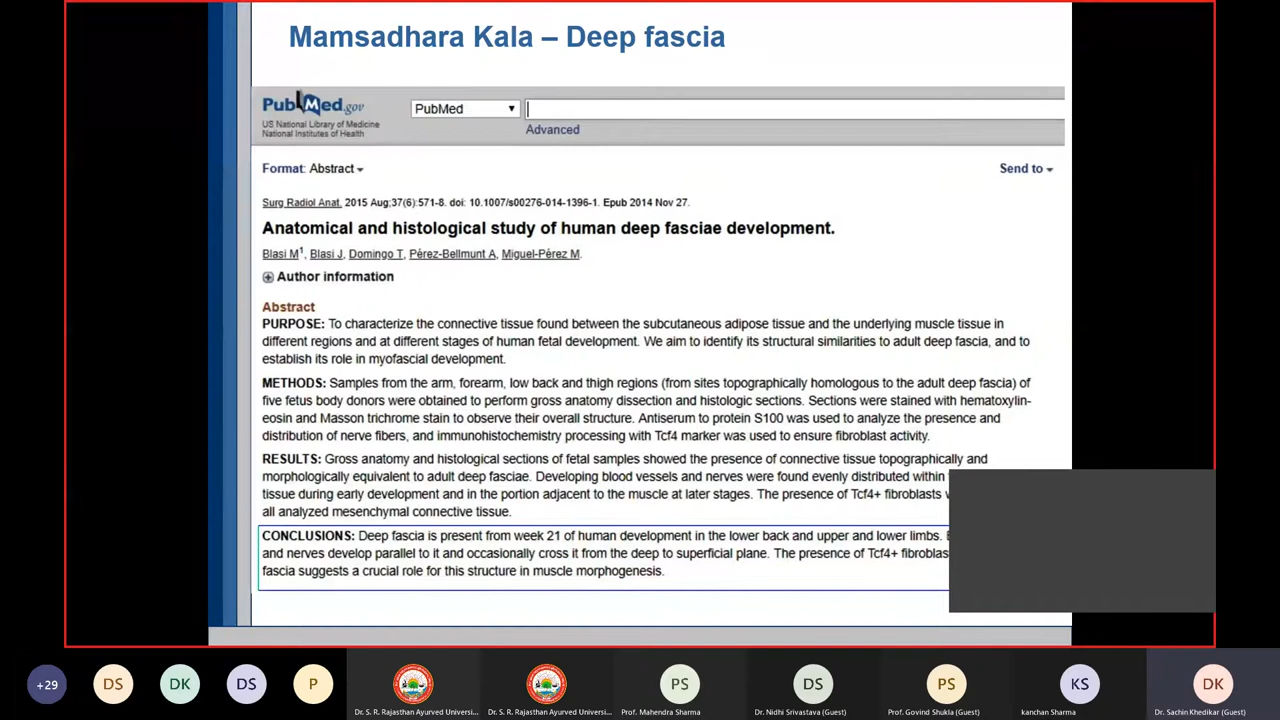 Mamsadhara Kala – Deep fascia
PubMed.gov
US National Library of Medicine
National Institutes of Health
PubMed
Advanced
Format: Abstract
Send to
Surg Radiol Anat. 2015 Aug;37(6):571-8. doi: 10.1007/s00276-014-1396-1. Epub 2014 Nov 27.
Anatomical and histological study of human deep fasciae development.
Blasi M1, Blasi J, Domingo T, Pérez-Bellmunt A, Miguel-Pérez M.
Author information
Abstract
PURPOSE: To characterize the connective tissue found between the subcutaneous adipose tissue and the underlying muscle tissue in
different regions and at different stages of human fetal development. We aim to identify its structural similarities to adult deep fascia, and to
establish its role in myofascial development.
METHODS: Samples from the arm, forearm, low back and thigh regions (from sites topographically homologous to the adult deep fascia) of
five fetus body donors were obtained to perform gross anatomy dissection and histologic sections. Sections were stained with hematoxylin-
eosin and Masson trichrome stain to observe their overall structure. Antiserum to protein S100 was used to analyze the presence and
distribution of nerve fibers, and immunohistochemistry processing with Tcf4 marker was used to ensure fibroblast activity.
RESULTS: Gross anatomy and histological sections of fetal samples showed the presence of connective tissue topographically and
morphologically equivalent to adult deep fasciae. Developing blood vessels and nerves were found evenly distributed within
tissue during early development and in the portion adjacent to the muscle at later stages. The presence of Tcf4+ fibroblasts
all analyzed mesenchymal connective tissue.
CONCLUSIONS: Deep fascia is present from week 21 of human development in the lower back and upper and lower limbs.
and nerves develop parallel to it and occasionally cross it from the deep to superficial plane. The presence of Tcf4+ fibroblas
fascia suggests a crucial role for this structure in muscle morphogenesis.
+29 DS DK DS P PS DS PS KS DK
Dr. S. R. Rajasthan Ayurved Universi... Dr. S. R. Rajasthan Ayurved Universi... Prof. Mahendra Sharma Dr. Nidhi Srivastava (Guest) Prof. Govind Shukla (Guest) kanchan Sharma Dr. Sachin Khedikar (Guest)